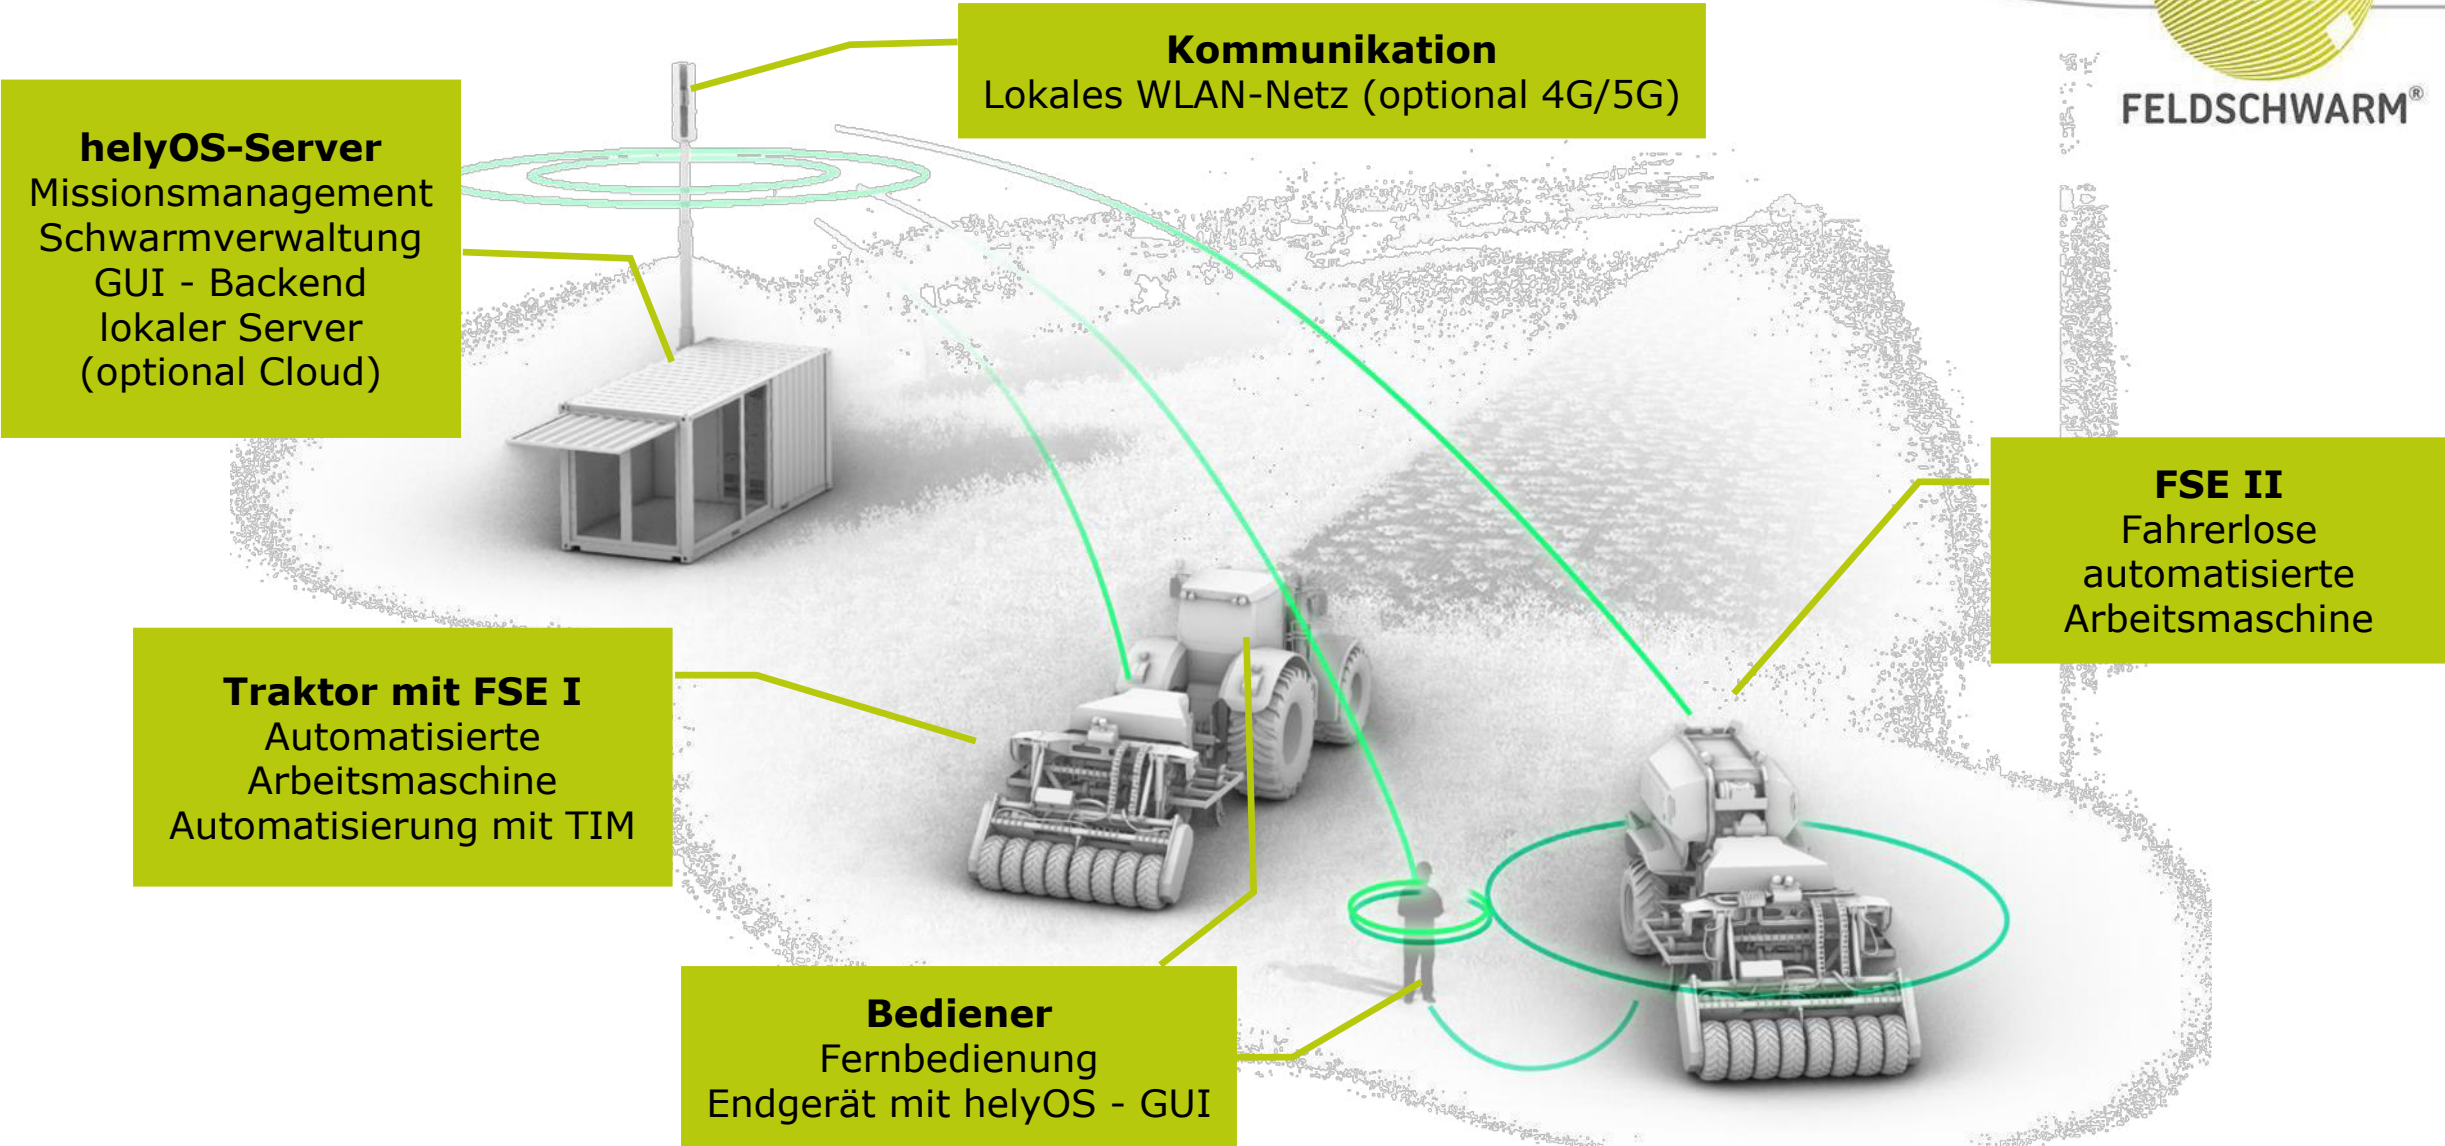 Kommunikation
Lokales WLAN-Netz (optional 4G/5G)
FELDSCHWARM®
helyOS-Server
Missionsmanagement
Schwarmverwaltung
GUI - Backend
lokaler Server
(optional Cloud)
FSE II
Fahrerlose
automatisierte
Arbeitsmaschine
Traktor mit FSE I
Automatisierte
Arbeitsmaschine
Automatisierung mit TIM
Bediener
Fernbedienung
Endgerät mit helyOS - GUI